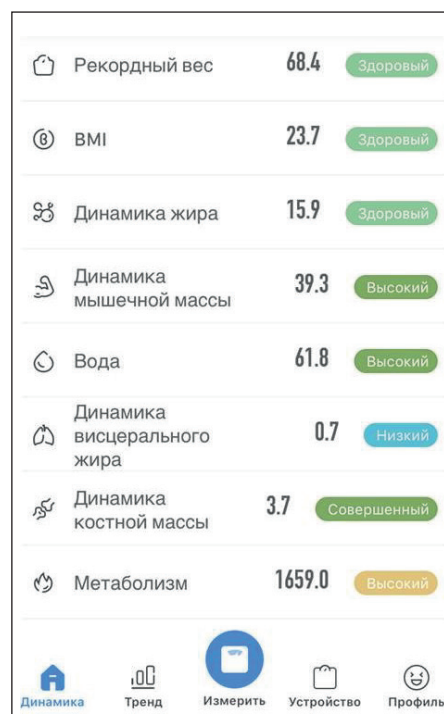 Рекордный вес 68.4 Здоровый
BMI 23.7 Здоровый
Динамика жира 15.9 Здоровый
Динамика
мышечной массы 39.3 Высокий
Вода 61.8 Высокий
Динамика
висцерального
жира 0.7 Низкий
Динамика
костной массы 3.7 Совершенный
Метаболизм 1659.0 Высокий
Динамика Тренд Измерить Устройство Профиль